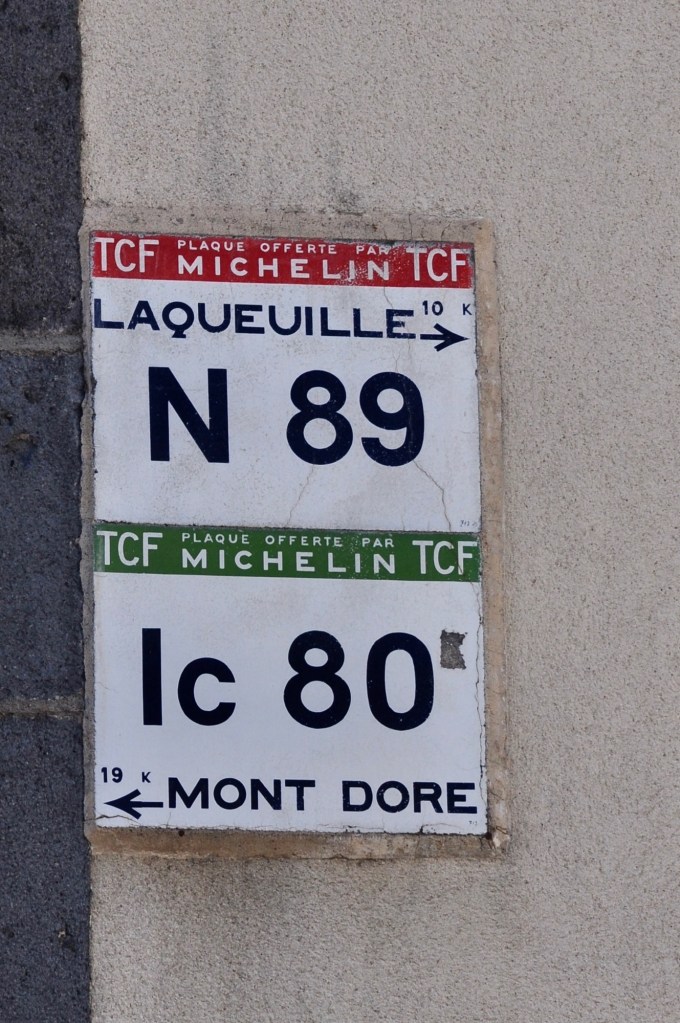 TCF PLAQUE OFFERTE PAR TCF
MICHELIN
LAQUEUILLE 10 K
N 89
TCF PLAQUE OFFERTE PAR TCF
MICHELIN
Ic 80
19 K
MONT DORE